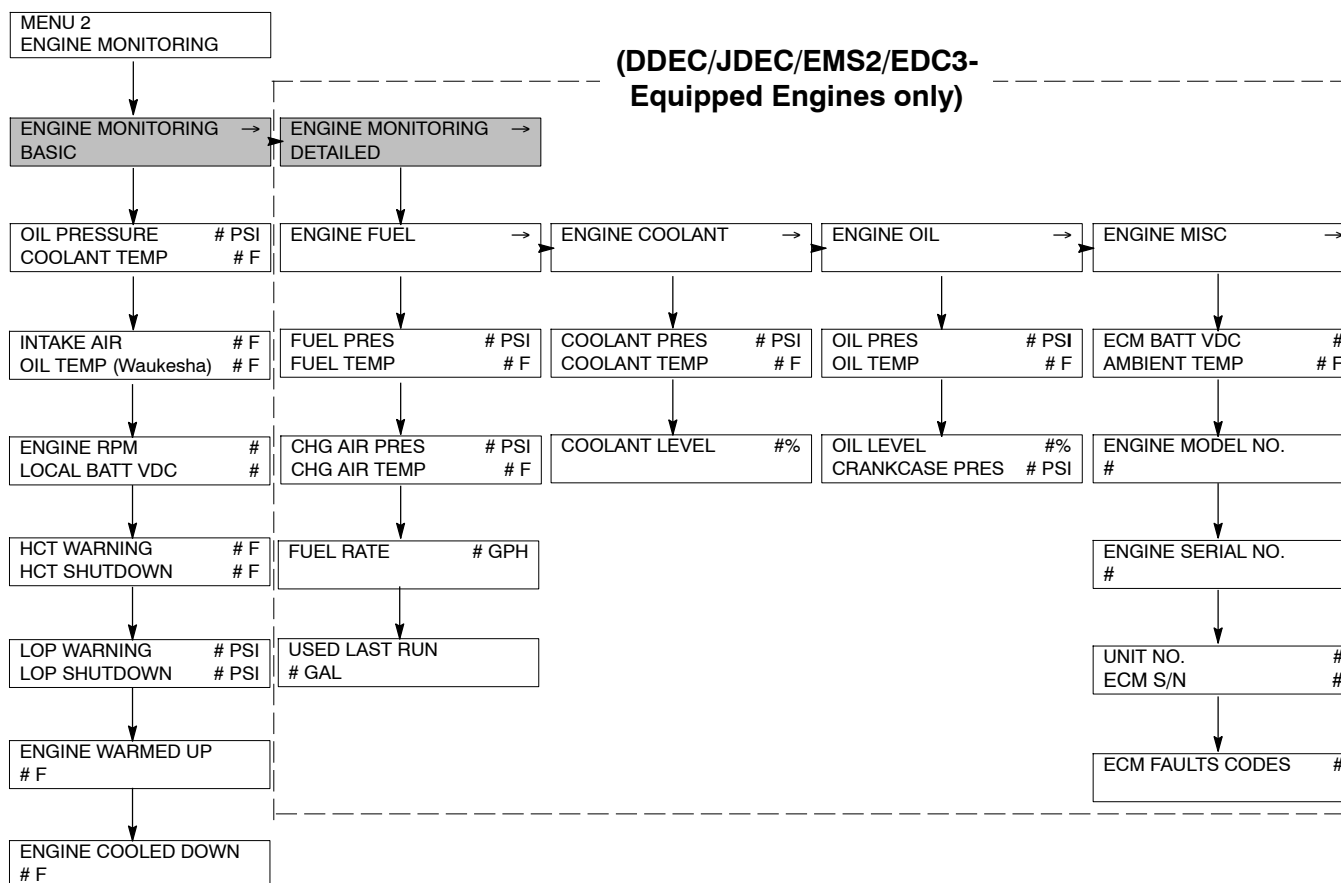 MENU 2
ENGINE MONITORING
(DDEC/JDEC/EMS2/EDC3-
Equipped Engines only)
ENGINE MONITORING →
BASIC
ENGINE MONITORING →
DETAILED
OIL PRESSURE # PSI
COOLANT TEMP # F
ENGINE FUEL →
ENGINE COOLANT →
ENGINE OIL →
ENGINE MISC →
INTAKE AIR # F
OIL TEMP (Waukesha) # F
FUEL PRES # PSI
FUEL TEMP # F
COOLANT PRES # PSI
COOLANT TEMP # F
OIL PRES # PSI
OIL TEMP # F
ECM BATT VDC #
AMBIENT TEMP # F
ENGINE RPM #
LOCAL BATT VDC #
CHG AIR PRES # PSI
CHG AIR TEMP # F
COOLANT LEVEL #%
OIL LEVEL #%
CRANKCASE PRES # PSI
ENGINE MODEL NO.
#
HCT WARNING # F
HCT SHUTDOWN # F
FUEL RATE # GPH
ENGINE SERIAL NO.
#
LOP WARNING # PSI
LOP SHUTDOWN # PSI
USED LAST RUN
# GAL
UNIT NO. #
ECM S/N #
ENGINE WARMED UP
# F
ECM FAULTS CODES #
ENGINE COOLED DOWN
# F